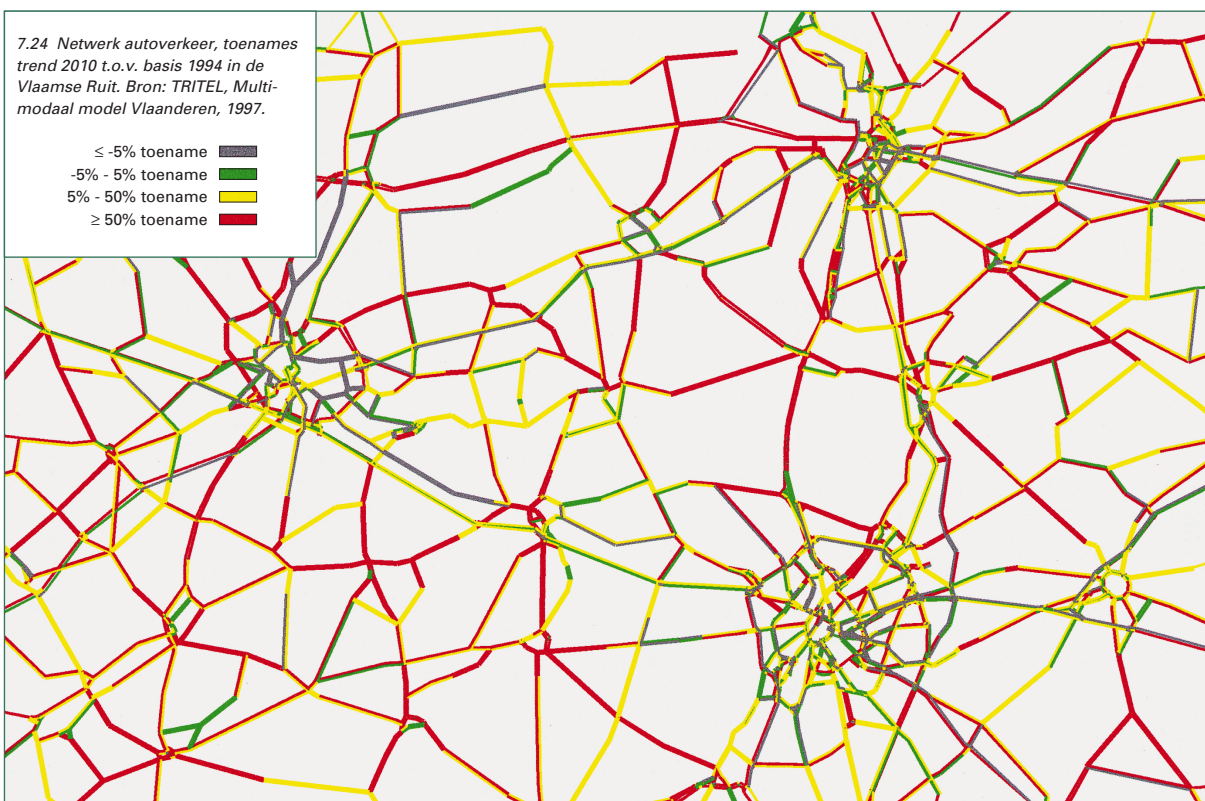 7.24 Netwerk autoverkeer, toenames
trend 2010 t.o.v. basis 1994 in de
Vlaamse Ruit. Bron: TRITEL, Multi-
modaal model Vlaanderen, 1997.
≤ -5% toename
-5% - 5% toename
5% - 50% toename
≥ 50% toename